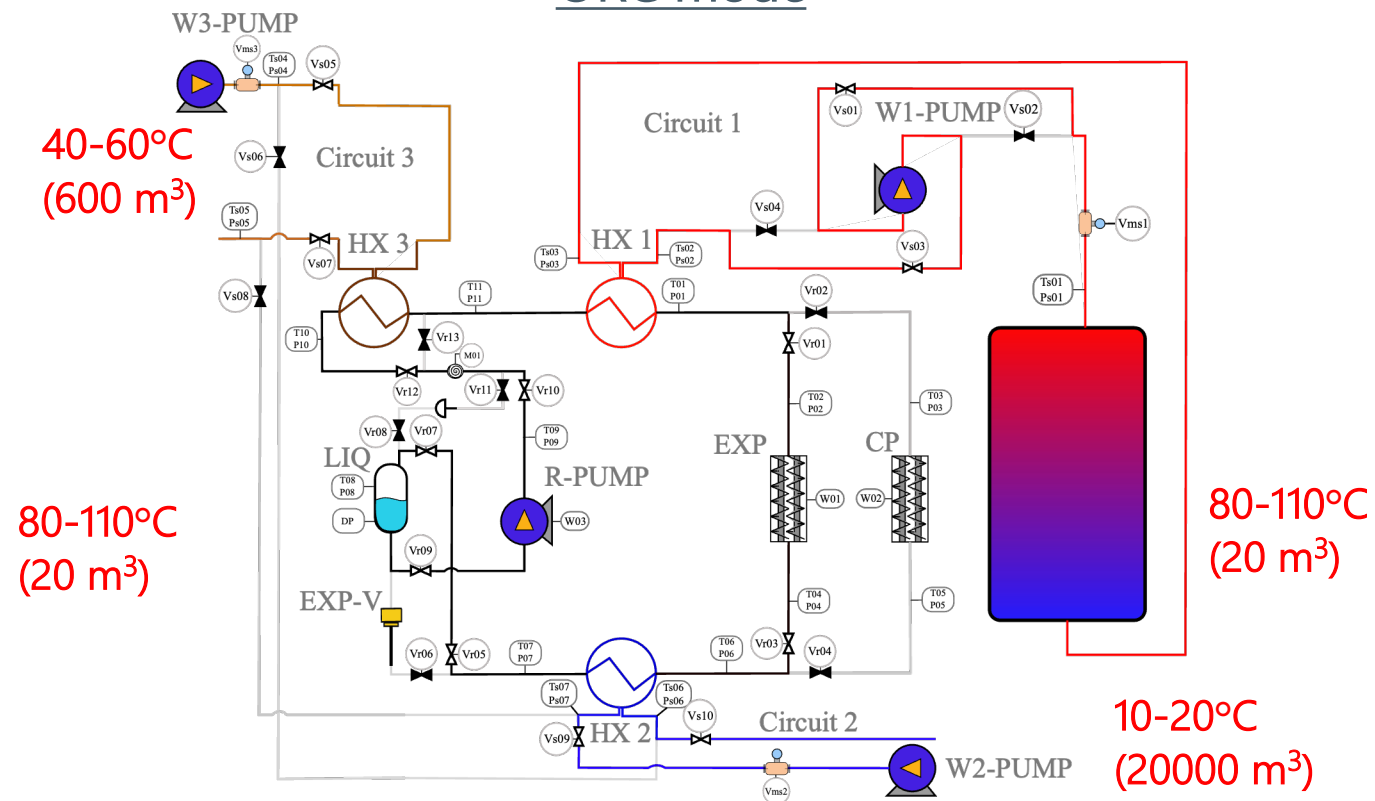 ORC mode
W3-PUMP
Vms3
Ts04
Ps04
Vs05
40-60°C
(600 m³)
Vs06
Circuit 3
Circuit 1
Vs01
W1-PUMP
Vs02
Ts05
Ps05
Vs07
HX 3
Vs08
Ts03
Ps03
HX 1
Ts02
Ps02
Vs04
Vs03
Vms1
Ts01
Ps01
T10
P10
T11
P11
T01
P01
Vr02
Vr13
M01
Vr01
Vr12
Vr11
Vr10
T02
P02
T03
P03
Vr08
Vr07
T09
P09
LIQ
T08
P08
DP
R-PUMP
W03
EXP
W01
CP
W02
80-110°C
(20 m³)
80-110°C
(20 m³)
Vr09
EXP-V
T04
P04
T05
P05
Vr06
Vr05
T07
P07
T06
P06
Vr03
Vr04
Ts07
Ps07
Ts06
Ps06
Vs10
Vs09
HX 2
Circuit 2
Vms2
W2-PUMP
10-20°C
(20000 m³)